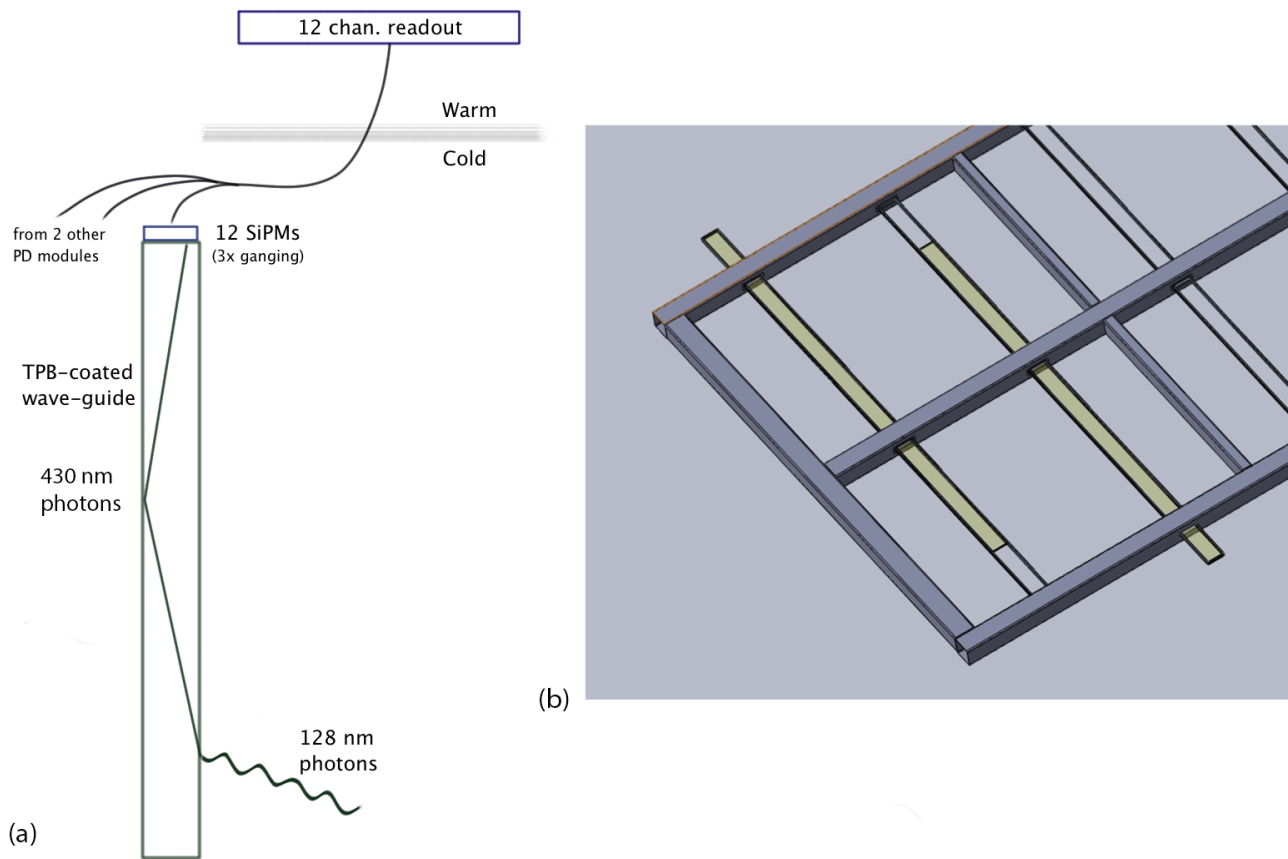 12 chan. readout
Warm
Cold
from 2 other
PD modules
12 SiPMs
(3x ganging)
TPB-coated
wave-guide
430 nm
photons
128 nm
photons
(a)
(b)